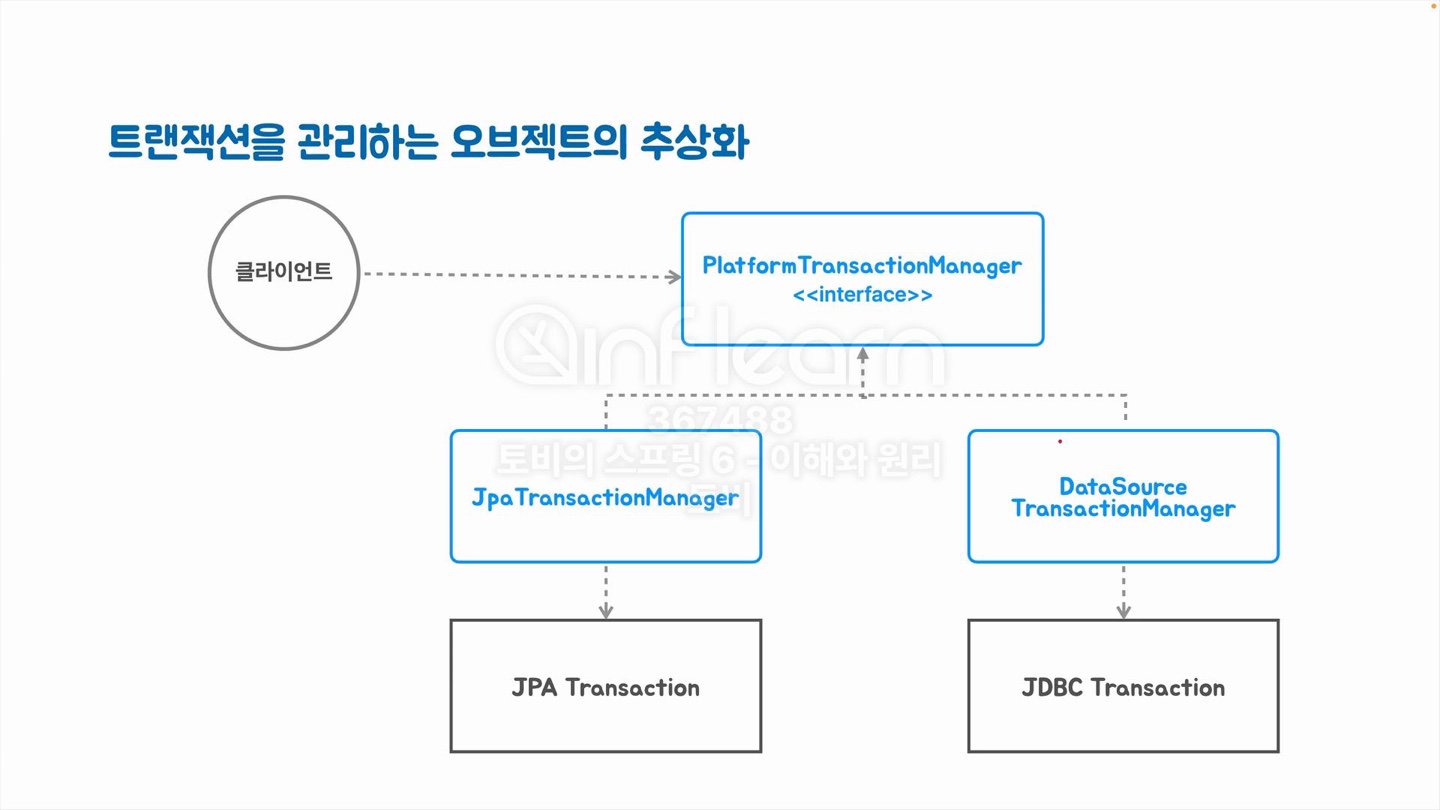 트랜잭션을 관리하는 오브젝트의 추상화
클라이언트
PlatformTransactionManager
<<interface>>
inflearn
367488
토비의 스프링 6 - 이해와 원리
토비
JpaTransactionManager
DataSource
TransactionManager
JPA Transaction
JDBC Transaction